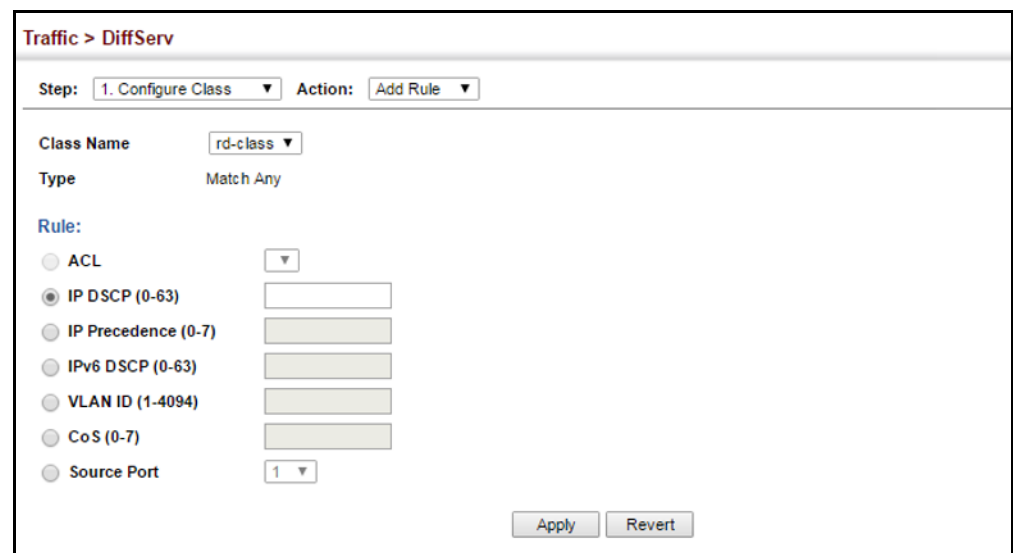 Traffic > DiffServ
Step: 1. Configure Class Action: Add Rule
Class Name rd-class
Type Match Any
Rule:
ACL
IP DSCP (0-63)
IP Precedence (0-7)
IPv6 DSCP (0-63)
VLAN ID (1-4094)
CoS (0-7)
Source Port 1
Apply Revert